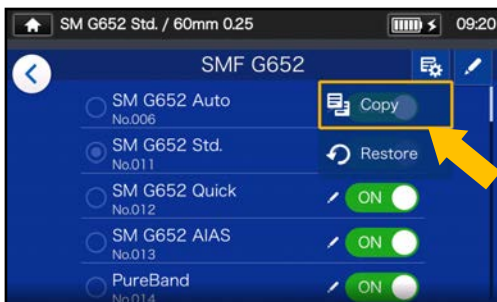 SM G652 Std. / 60mm 0.25
09:20
SMF G652
SM G652 Auto
No.006
Copy
SM G652 Std.
No.011
Restore
SM G652 Quick
No.012
ON
SM G652 AIAS
No.013
ON
PureBand
No.014
ON